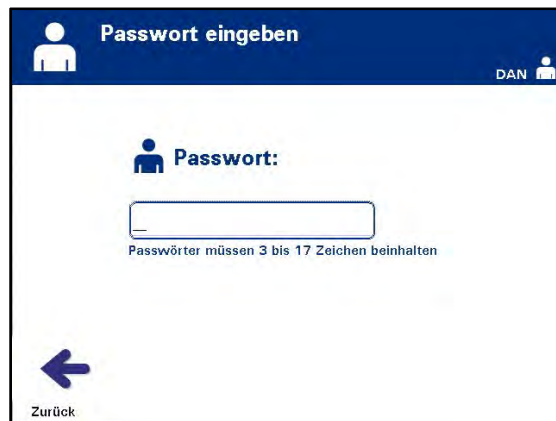 Passwort eingeben
DAN
Passwort:
_
Passwörter müssen 3 bis 17 Zeichen beinhalten
Zurück